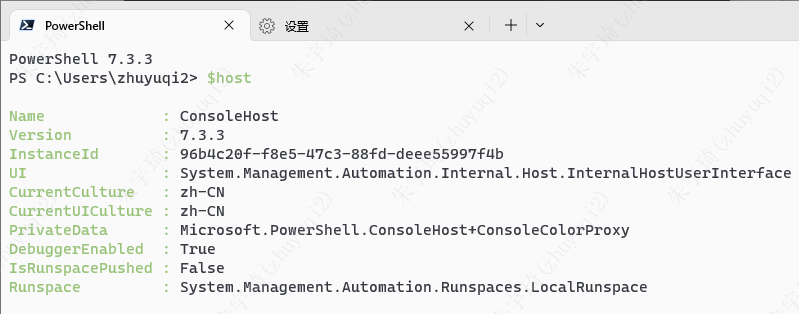 PowerShell
设置
PowerShell 7.3.3
PS C:\Users\zhuyuqi2> $host
Name             : ConsoleHost
Version          : 7.3.3
InstanceId       : 96b4c20f-f8e5-47c3-88fd-deee55997f4b
UI               : System.Management.Automation.Internal.Host.InternalHostUserInterface
CurrentCulture   : zh-CN
CurrentUICulture : zh-CN
PrivateData      : Microsoft.PowerShell.ConsoleHost+ConsoleColorProxy
DebuggerEnabled  : True
IsRunspacePushed : False
Runspace         : System.Management.Automation.Runspaces.LocalRunspace
朱宇琦(zhuyuqi2)